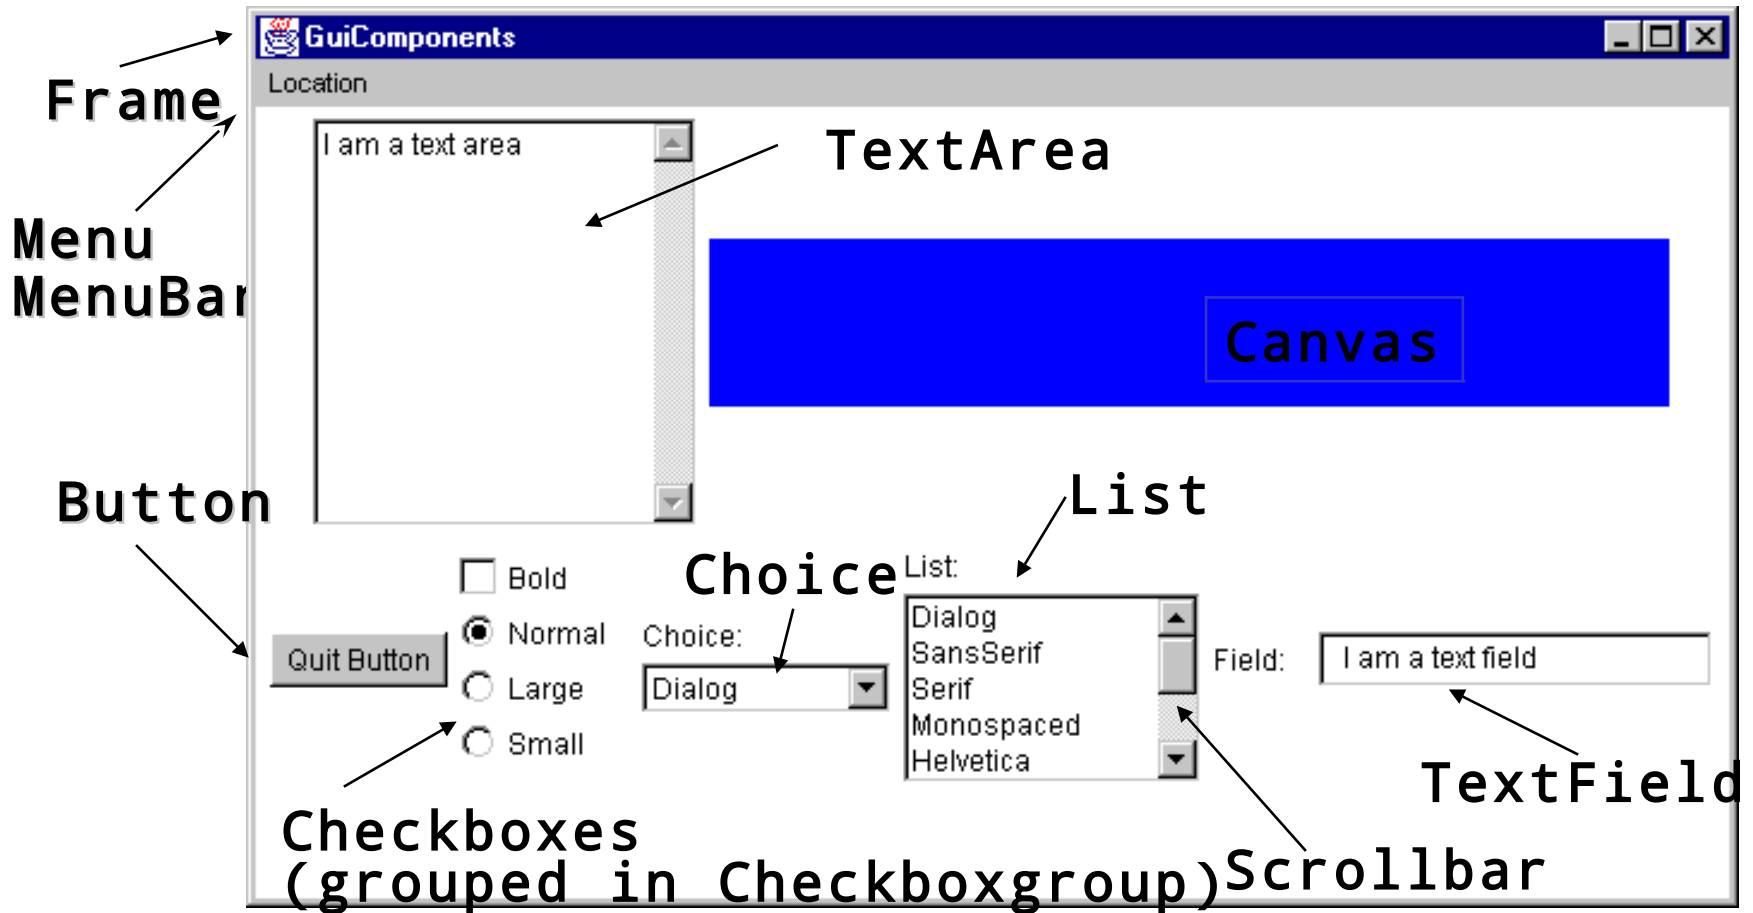 GuiComponents
Frame
Location
Menu
MenuBar
I am a text area
TextArea
Canvas
Button
List
Choice
List:
Bold
Normal
Large
Small
Quit Button
Choice:
Dialog
Dialog
SansSerif
Serif
Monospaced
Helvetica
Field:
I am a text field
TextField
Checkboxes
(grouped in Checkboxgroup)
Scrollbar